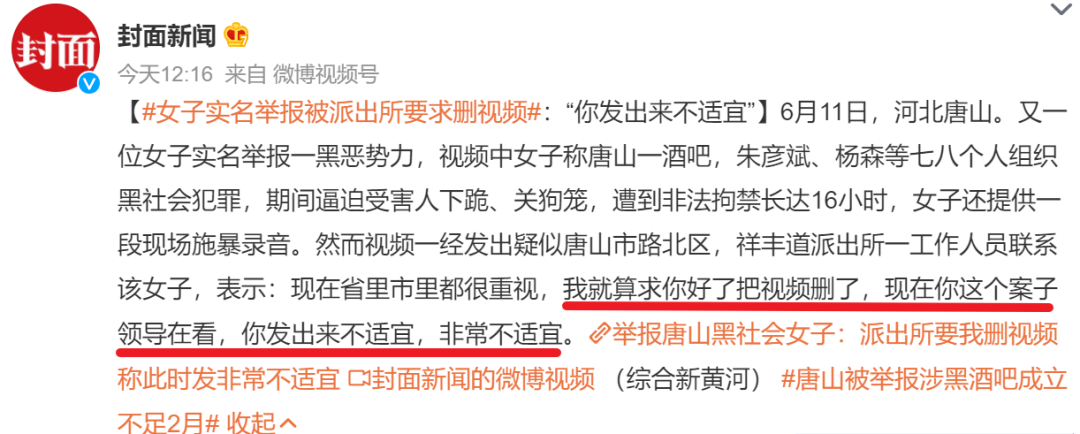 封面
封面新闻
今天12:16 来自 微博视频号
【#女子实名举报被派出所要求删视频#：“你发出来不适宜”】6月11日，河北唐山。又一
位女子实名举报一黑恶势力，视频中女子称唐山一酒吧，朱彦斌、杨森等七八个人组织
黑社会犯罪，期间逼迫受害人下跪、关狗笼，遭到非法拘禁长达16小时，女子还提供一
段现场施暴录音。然而视频一经发出疑似唐山市路北区，祥丰道派出所一工作人员联系
该女子，表示：现在省里市里都很重视，我就算求你好了把视频删了，现在你这个案子
领导在看，你发出来不适宜，非常不适宜。举报唐山黑社会女子：派出所要我删视频
称此时发非常不适宜 封面新闻的微博视频 （综合新黄河） #唐山被举报涉黑酒吧成立
不足2月# 收起